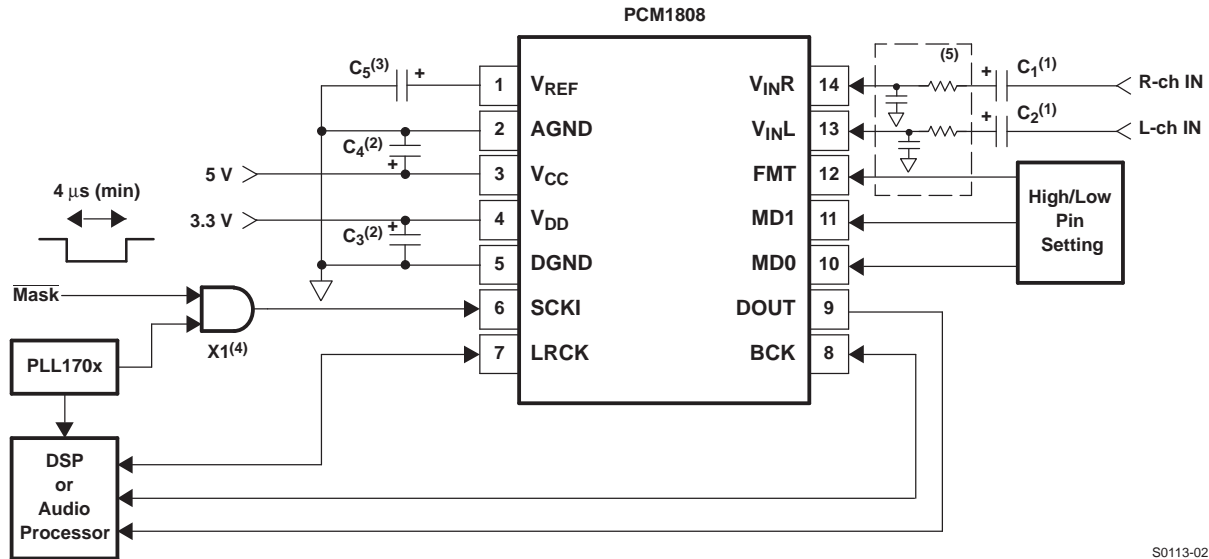 PCM1808
C5(3)
+
1
VREF
2
AGND
C4(2)
+
5 V
3
VCC
3.3 V
4
VDD
+
C3(2)
5
DGND
4 μs (min)
Mask
X1(4)
6
SCKI
7
LRCK
PLL170x
DSP
or
Audio
Processor
VINR
14
(5)
+
C1(1)
R-ch IN
VINL
13
+
C2(1)
L-ch IN
FMT
12
MD1
11
MD0
10
High/Low
Pin
Setting
DOUT
9
BCK
8
S0113-02